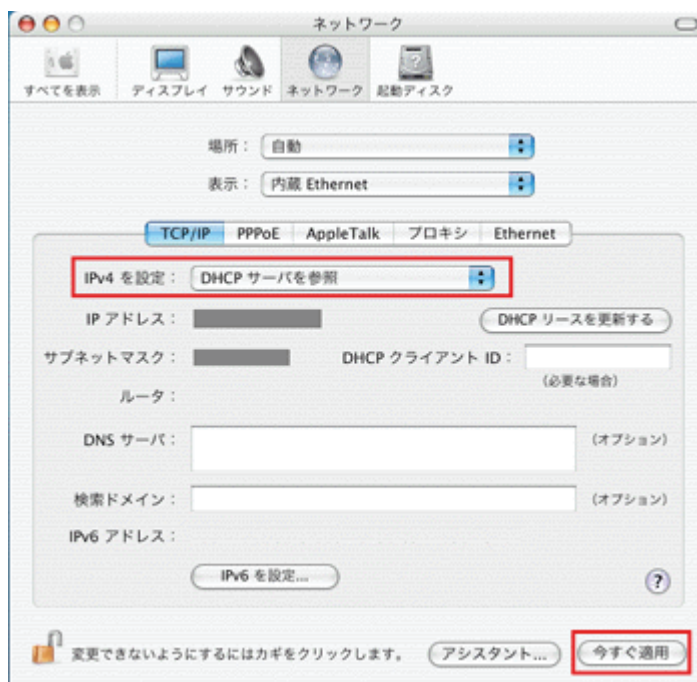 ネットワーク
すべてを表示 ディスプレイ サウンド ネットワーク 起動ディスク
場所： 自動
表示： 内蔵 Ethernet
TCP/IP PPPoE AppleTalk プロキシ Ethernet
IPv4 を設定： DHCP サーバを参照
IP アドレス： DHCP リースを更新する
サブネットマスク： DHCP クライアント ID：
（必要な場合）
ルータ：
DNS サーバ： （オプション）
検索ドメイン： （オプション）
IPv6 アドレス：
IPv6 を設定...
?
変更できないようにするにはカギをクリックします。 アシスタント... 今すぐ適用